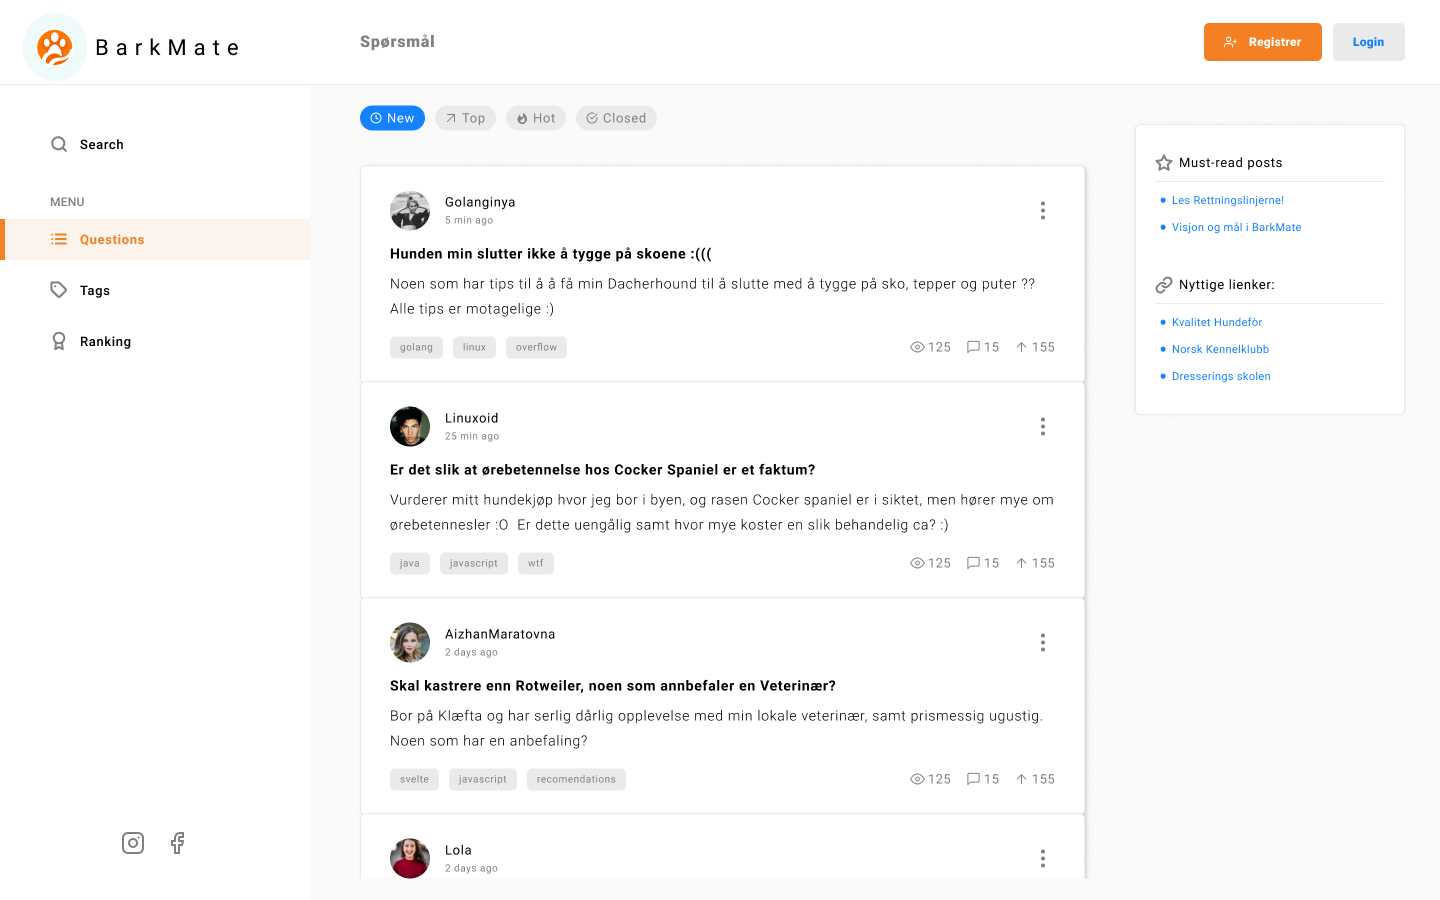 BarkMate
Spørsmål
Registrer
Login
Search
MENU
Questions
Tags
Ranking
New
Top
Hot
Closed
Golanginya
5 min ago
Hunden min slutter ikke å tygge på skoene :(((
Noen som har tips til å å få min Dacherhound til å slutte med å tygge på sko, tepper og puter ??
Alle tips er motagelige :)
golang
linux
overflow
125
15
155
Linuxoid
25 min ago
Er det slik at ørebetennelse hos Cocker Spaniel er et faktum?
Vurderer mitt hundekjøp hvor jeg bor i byen, og rasen Cocker spaniel er i siktet, men hører mye om
ørebetennesler :O  Er dette uengålig samt hvor mye koster en slik behandelig ca? :)
java
javascript
wtf
125
15
155
AizhanMaratovna
2 days ago
Skal kastrere enn Rotweiler, noen som annbefaler en Veterinær?
Bor på Klæfta og har serlig dårlig opplevelse med min lokale veterinær, samt prismessig ugustig.
Noen som har en anbefaling?
svelte
javascript
recomendations
125
15
155
Lola
2 days ago
Must-read posts
Les Rettningslinjerne!
Visjon og mål i BarkMate
Nyttige lienker:
Kvalitet Hundefòr
Norsk Kennelklubb
Dresserings skolen